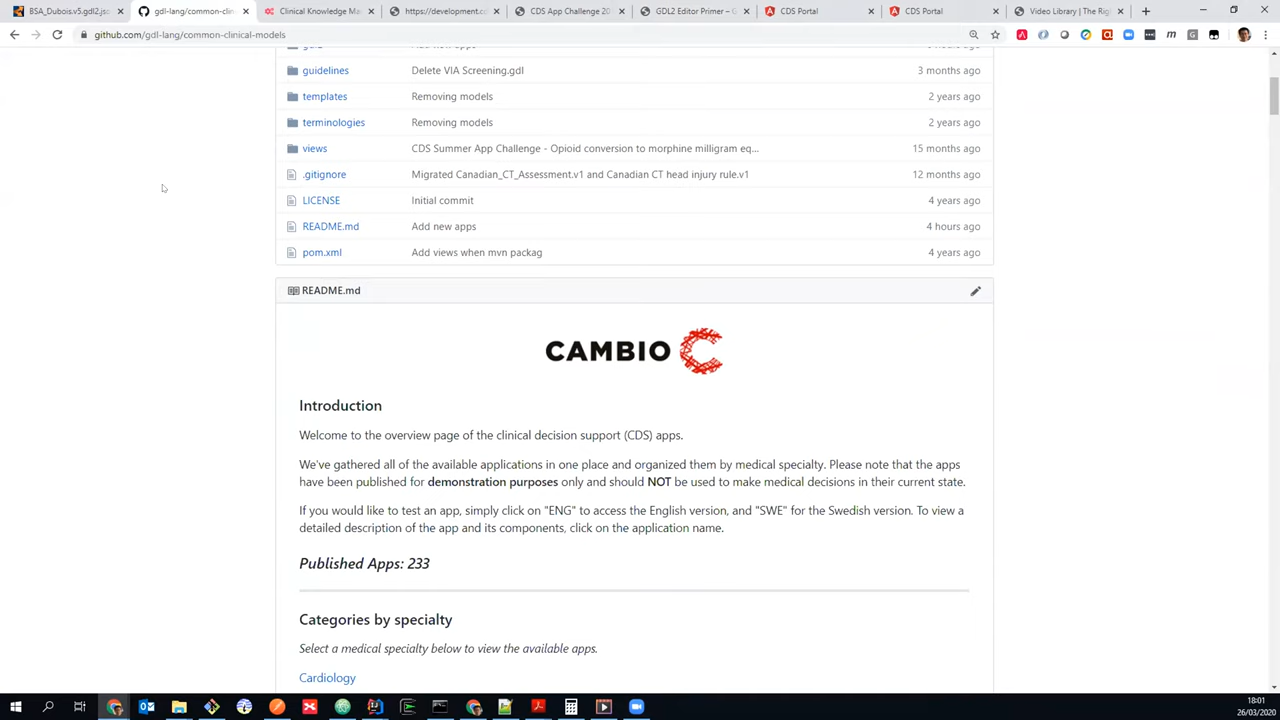 BSA_Dubois.v5.gdl2.jsc
gdl-lang/common-clin
Clinical Knowledge Ma
https://development.cc
CDS App Challenge 20
GDL2 Editor Primer – G
CDS Portal
CDS Portal
Video Library | The Rig
github.com/gdl-lang/common-clinical-models
guidelines Delete VIA Screening.gdl 3 months ago
templates Removing models 2 years ago
terminologies Removing models 2 years ago
views CDS Summer App Challenge - Opioid conversion to morphine milligram eq... 15 months ago
.gitignore Migrated Canadian_CT_Assessment.v1 and Canadian CT head injury rule.v1 12 months ago
LICENSE Initial commit 4 years ago
README.md Add new apps 4 hours ago
pom.xml Add views when mvn packag 4 years ago
README.md
CAMBIO
Introduction
Welcome to the overview page of the clinical decision support (CDS) apps.
We've gathered all of the available applications in one place and organized them by medical specialty. Please note that the apps
have been published for demonstration purposes only and should NOT be used to make medical decisions in their current state.
If you would like to test an app, simply click on "ENG" to access the English version, and "SWE" for the Swedish version. To view a
detailed description of the app and its components, click on the application name.
Published Apps: 233
Categories by specialty
Select a medical specialty below to view the available apps.
Cardiology
18:01
26/03/2020